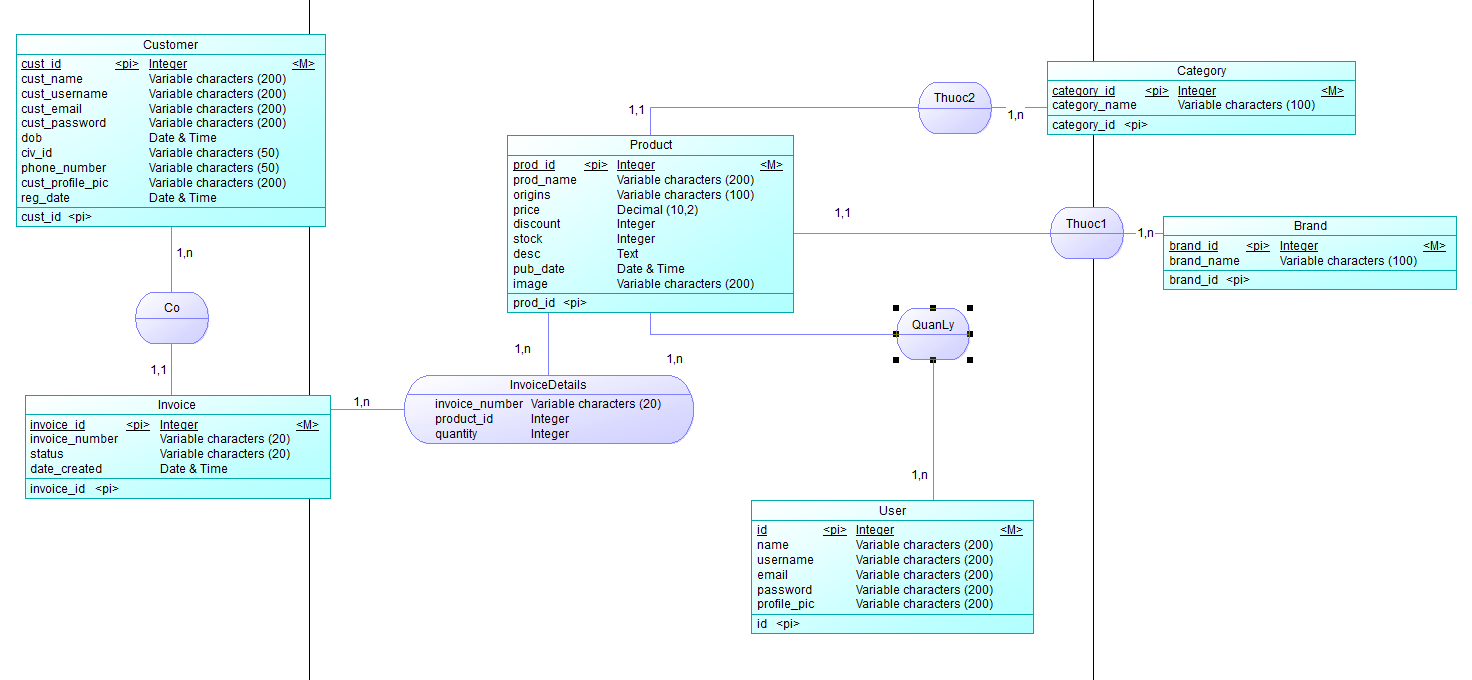 Customer
cust_id <pi> Integer <M>
cust_name Variable characters (200)
cust_username Variable characters (200)
cust_email Variable characters (200)
cust_password Variable characters (200)
dob Date & Time
civ_id Variable characters (50)
phone_number Variable characters (50)
cust_profile_pic Variable characters (200)
reg_date Date & Time
cust_id <pi>
1,n
Co
1,1
Invoice
invoice_id <pi> Integer <M>
invoice_number Variable characters (20)
status Variable characters (20)
date_created Date & Time
invoice_id <pi>
1,n
InvoiceDetails
invoice_number Variable characters (20)
product_id Integer
quantity Integer
1,n
1,n
Product
prod_id <pi> Integer <M>
prod_name Variable characters (200)
origins Variable characters (100)
price Decimal (10,2)
discount Integer
stock Integer
desc Text
pub_date Date & Time
image Variable characters (200)
prod_id <pi>
1,1
Thuoc2
1,n
Category
category_id <pi> Integer <M>
category_name Variable characters (100)
category_id <pi>
1,1
Thuoc1
1,n
Brand
brand_id <pi> Integer <M>
brand_name Variable characters (100)
brand_id <pi>
QuanLy
1,n
User
id <pi> Integer <M>
name Variable characters (200)
username Variable characters (200)
email Variable characters (200)
password Variable characters (200)
profile_pic Variable characters (200)
id <pi>